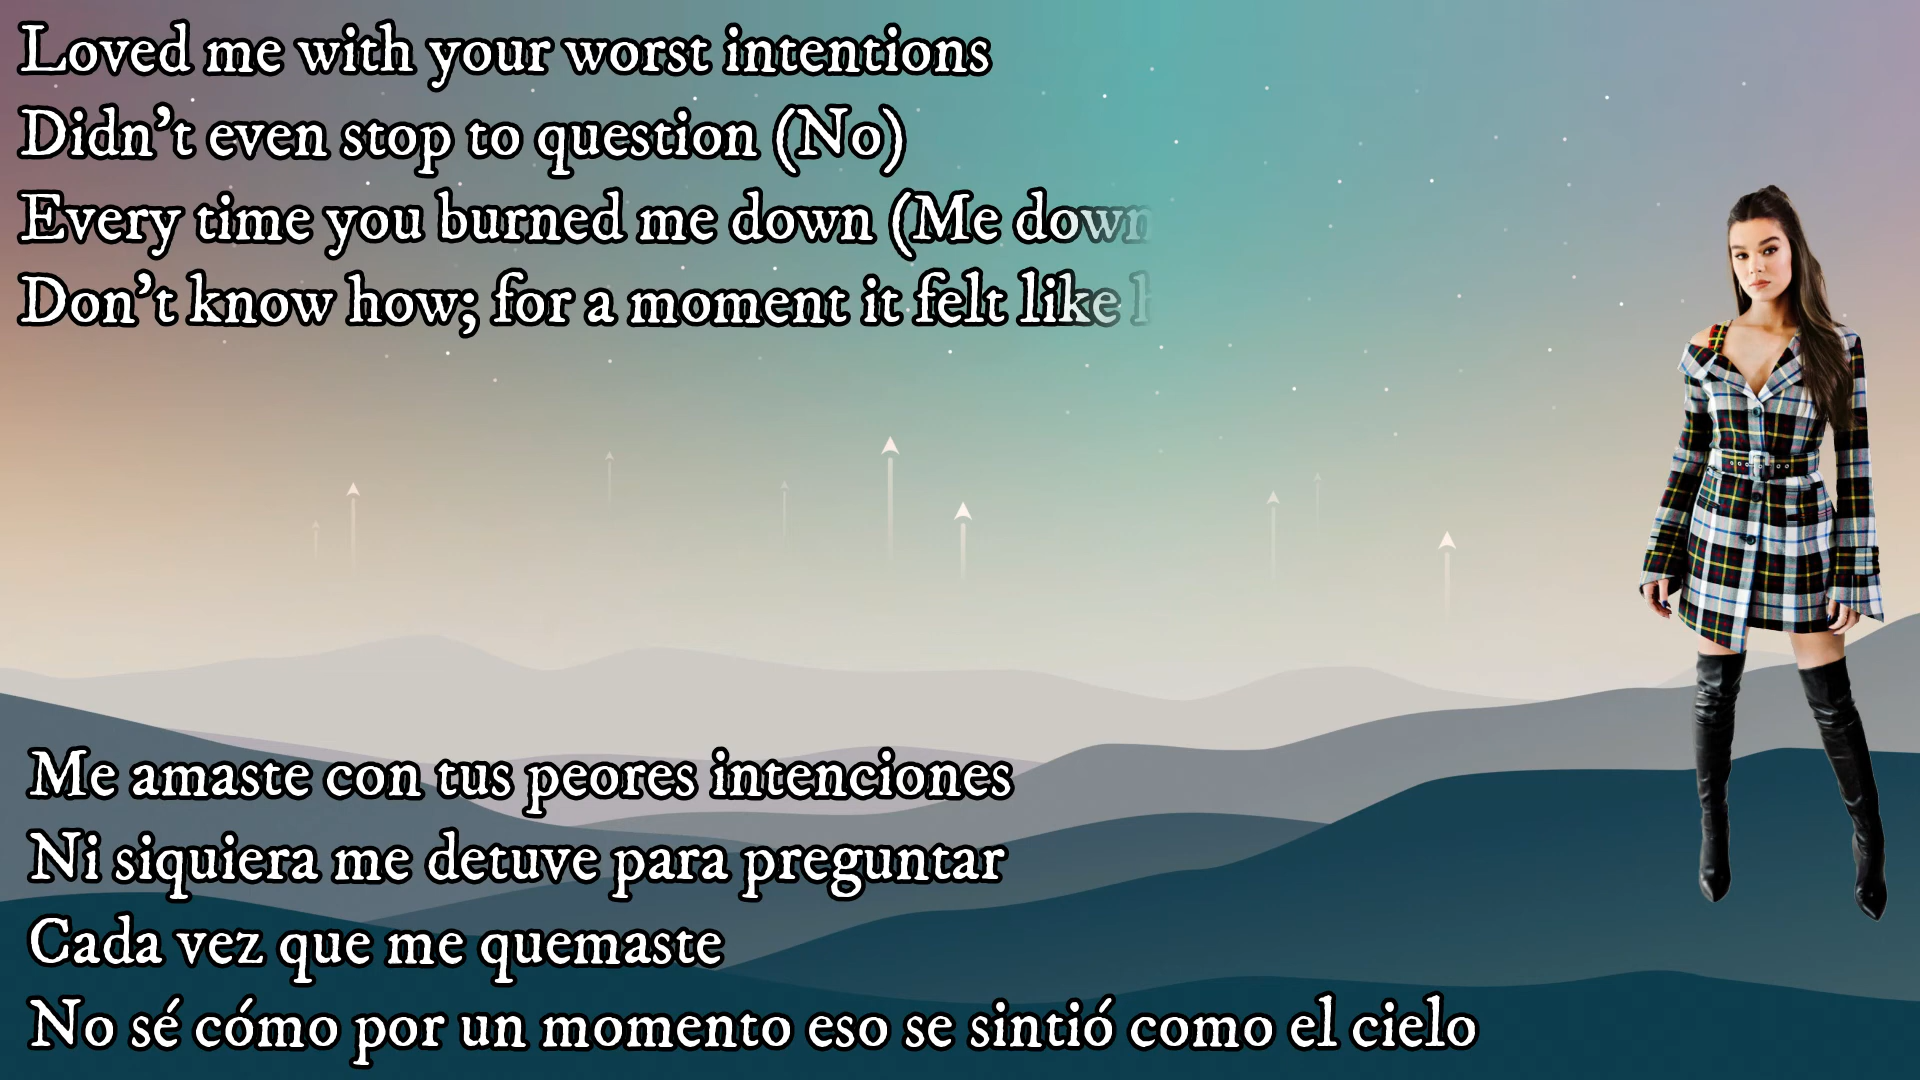 Loved me with your worst intentions
Didn't even stop to question (No)
Every time you burned me down (Me down
Don't know how; for a moment it felt like
Me amaste con tus peores intenciones
Ni siquiera me detuve para preguntar
Cada vez que me quemaste
No sé cómo por un momento eso se sintió como el cielo